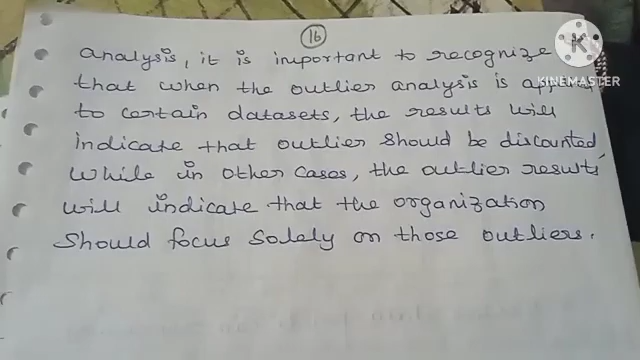 16
analysis, it is important to recognize
that when the outlier analysis is
to certain datasets, the results will
indicate that outlier should be discounted,
While in other cases, the outlier results
will indicate that the organization
Should focus solely on those outliers.
K
KINEMASTER